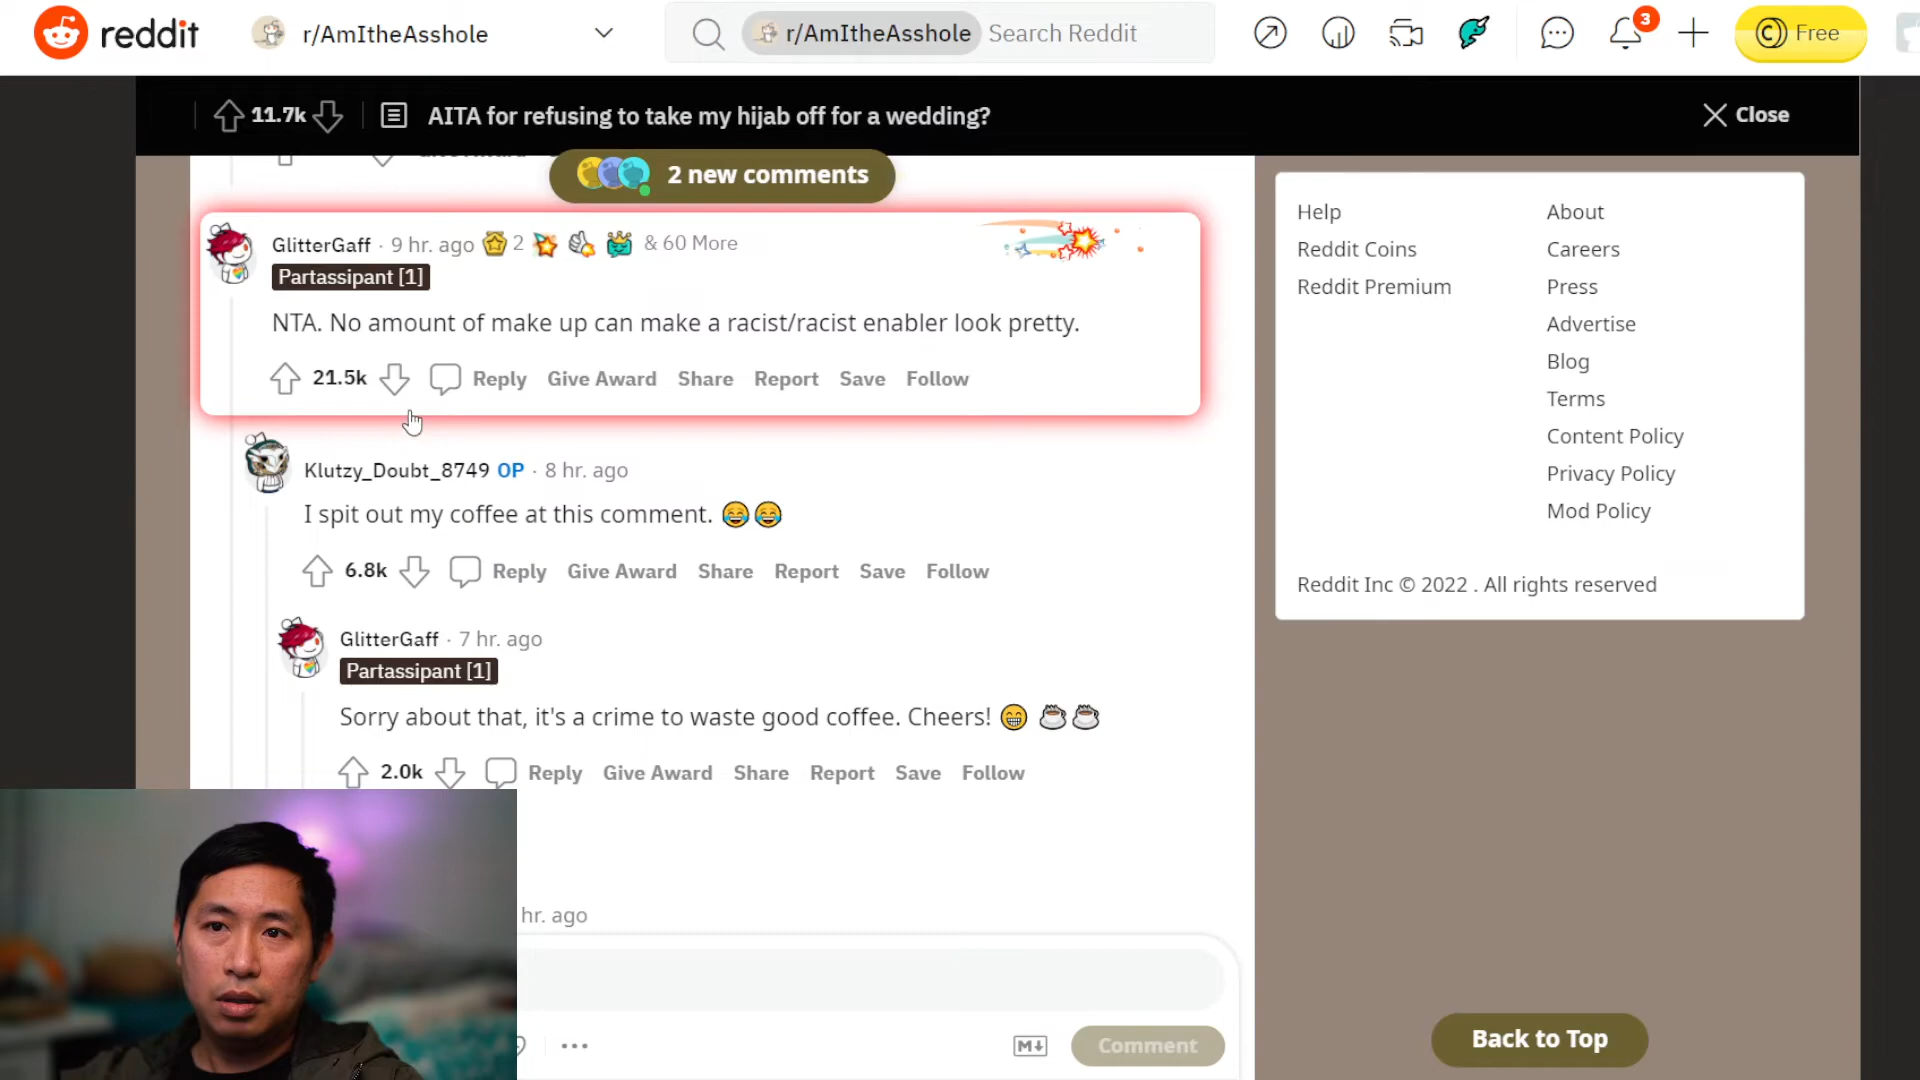 reddit
r/AmItheAsshole
r/AmItheAsshole Search Reddit
3
Free
11.7k
AITA for refusing to take my hijab off for a wedding?
Close
2 new comments
GlitterGaff · 9 hr. ago 2 & 60 More
Partassipant [1]
NTA. No amount of make up can make a racist/racist enabler look pretty.
21.5k Reply Give Award Share Report Save Follow
Klutzy_Doubt_8749 OP · 8 hr. ago
I spit out my coffee at this comment. 😂😂
6.8k Reply Give Award Share Report Save Follow
GlitterGaff · 7 hr. ago
Partassipant [1]
Sorry about that, it's a crime to waste good coffee. Cheers! 😁 ☕☕
2.0k Reply Give Award Share Report Save Follow
hr. ago
M↓
Comment
Help
Reddit Coins
Reddit Premium
About
Careers
Press
Advertise
Blog
Terms
Content Policy
Privacy Policy
Mod Policy
Reddit Inc © 2022 . All rights reserved
Back to Top